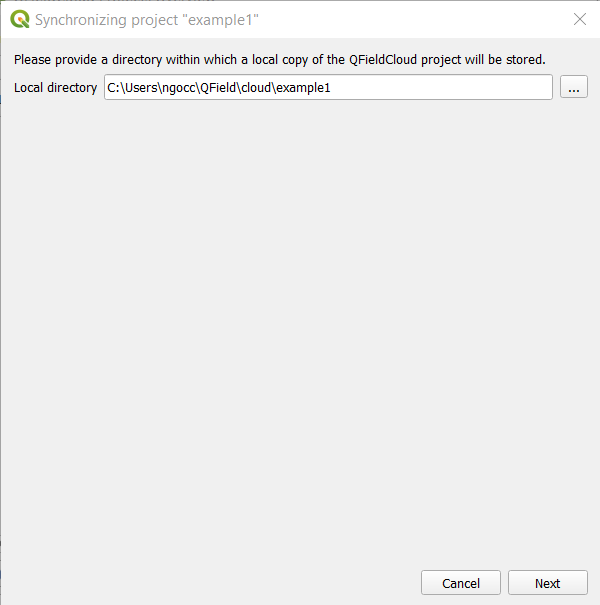 Synchronizing project "example1"
Please provide a directory within which a local copy of the QFieldCloud project will be stored.
Local directory C:\Users\ngocc\QField\cloud\example1 ...
Cancel Next